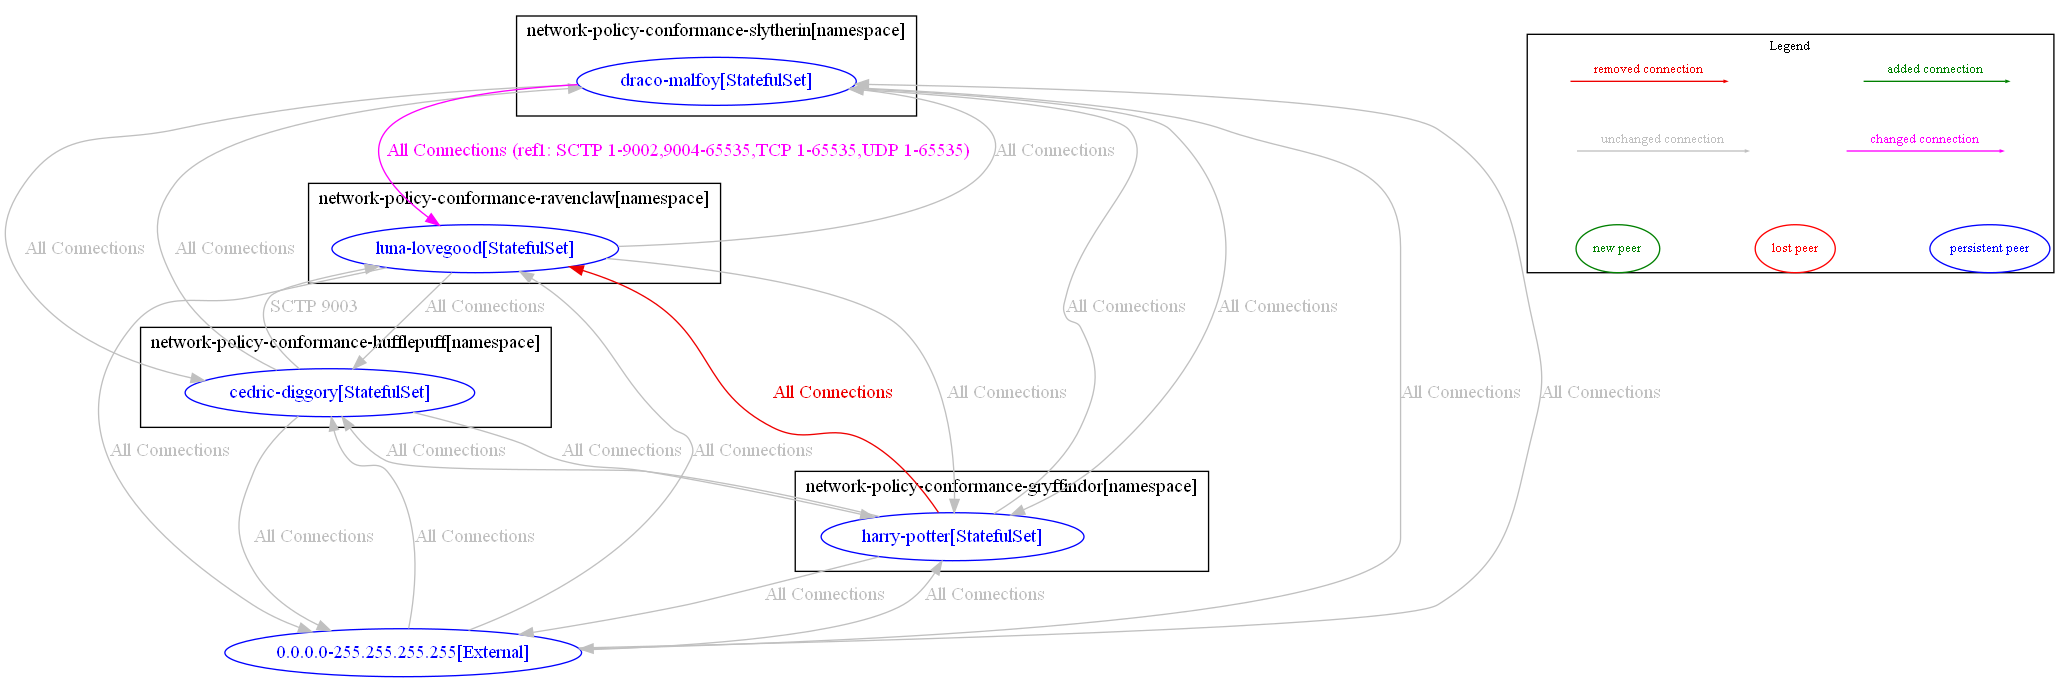 network-policy-conformance-slytherin[namespace]
draco-malfoy[StatefulSet]
Legend
removed connection
added connection
unchanged connection
changed connection
new peer
lost peer
persistent peer
All Connections (ref1: SCTP 1-9002,9004-65535,TCP 1-65535,UDP 1-65535)
All Connections
network-policy-conformance-ravenclaw[namespace]
luna-lovegood[StatefulSet]
All Connections
All Connections
SCTP 9003
All Connections
All Connections
All Connections
network-policy-conformance-hufflepuff[namespace]
cedric-diggory[StatefulSet]
All Connections
All Connections
All Connections
All Connections
All Connections
All Connections
All Connections
All Connections
network-policy-conformance-gryffindor[namespace]
harry-potter[StatefulSet]
All Connections
All Connections
All Connections
All Connections
0.0.0.0-255.255.255.255[External]